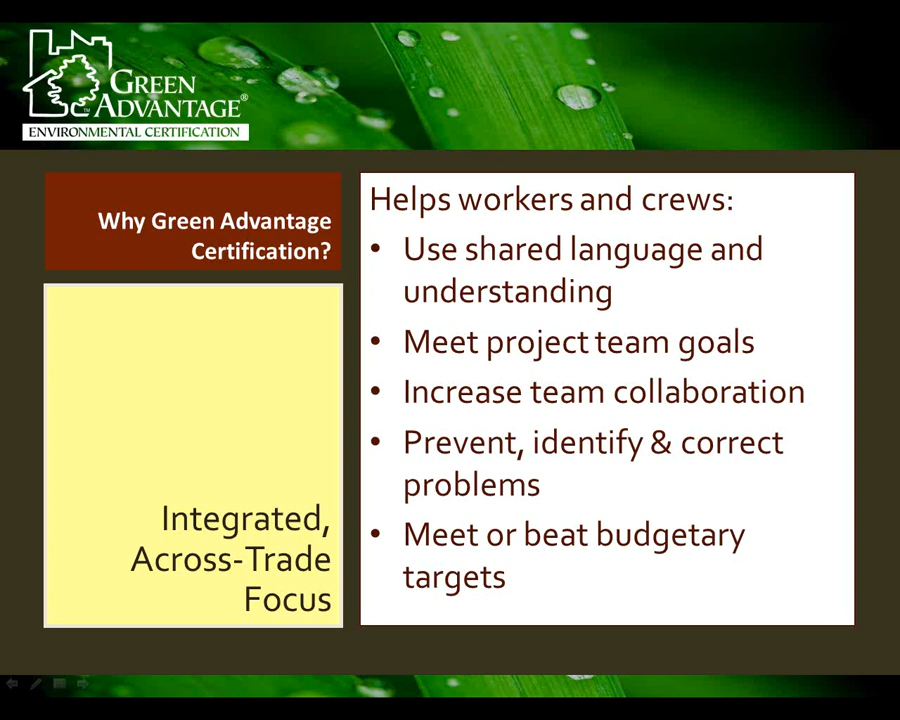 GREEN
ADVANTAGE®
ENVIRONMENTAL CERTIFICATION
Why Green Advantage
Certification?
Integrated,
Across-Trade
Focus
Helps workers and crews:
• Use shared language and
understanding
• Meet project team goals
• Increase team collaboration
• Prevent, identify & correct
problems
• Meet or beat budgetary
targets